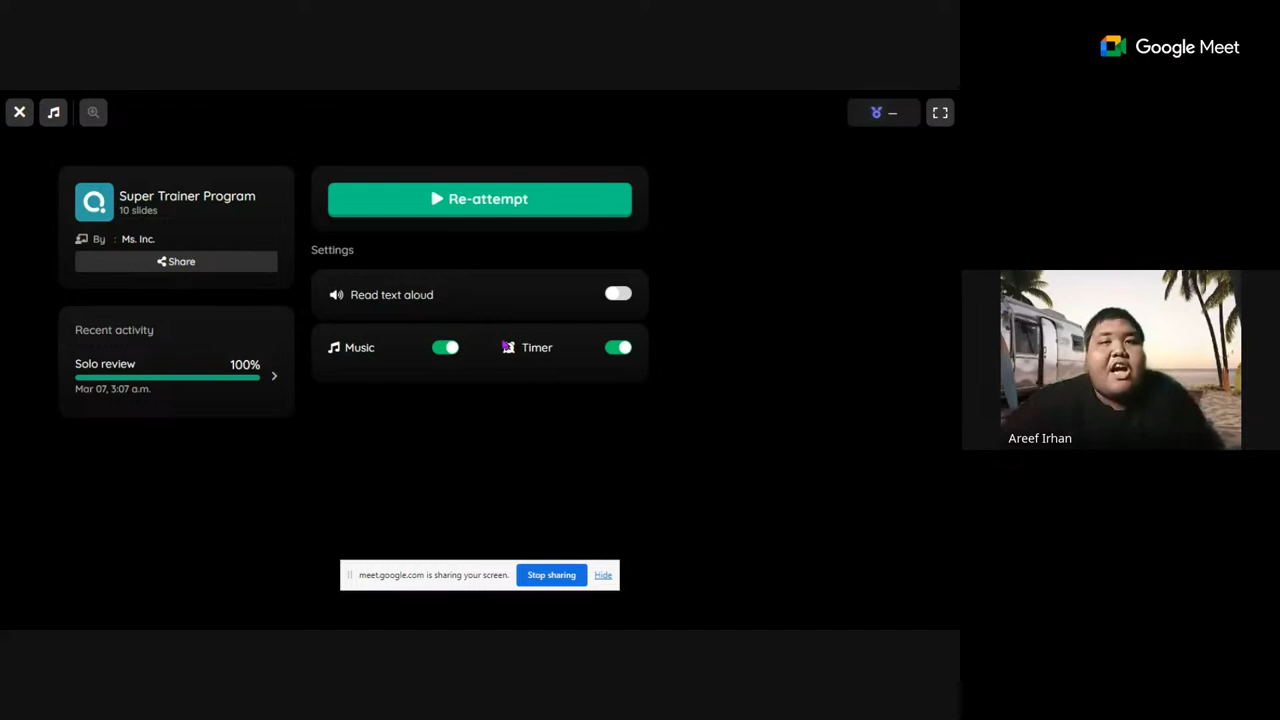 Google Meet
Super Trainer Program
10 slides
By : Ms. Inc.
Share
Recent activity
Solo review 100%
Mar 07, 3:07 a.m.
Re-attempt
Settings
Read text aloud
Music
Timer
meet.google.com is sharing your screen.
Stop sharing
Hide
Areef Irhan